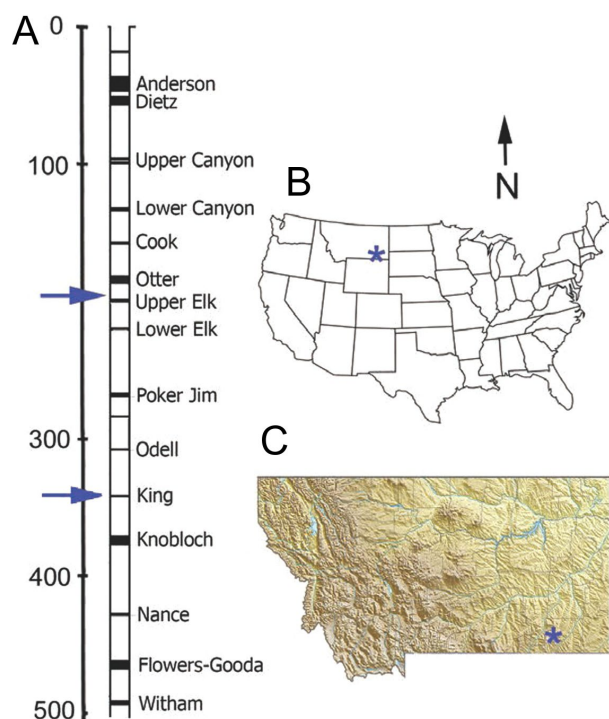 A
0
Anderson
Dietz
100
Upper Canyon
Lower Canyon
Cook
Otter
Upper Elk
Lower Elk
Poker Jim
300
Odell
King
Knobloch
400
Nance
Flowers-Gooda
Witham
500
B
N
*
C
*